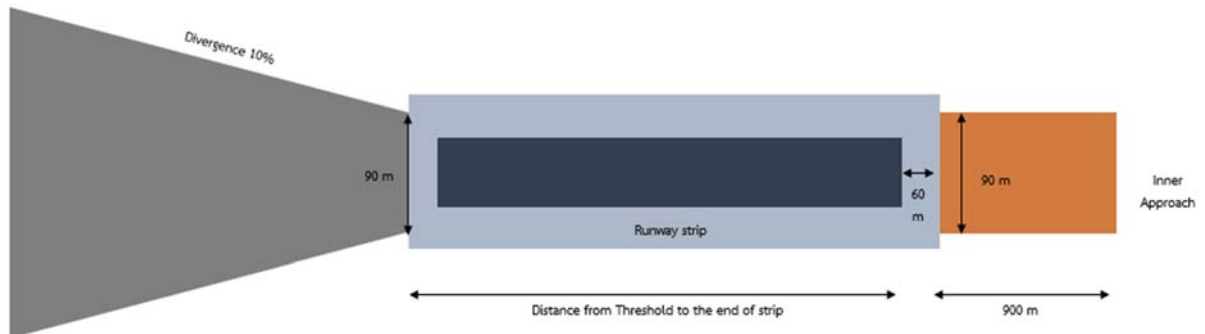 Divergence 10%
90 m
60
m
90 m
Inner
Approach
Runway strip
Distance from Threshold to the end of strip
900 m